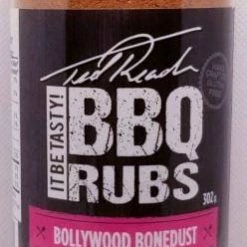 Ted Reader
IT BE TASTY!
BBQ
RUBS
302g
BOLLYWOOD BONEDUST